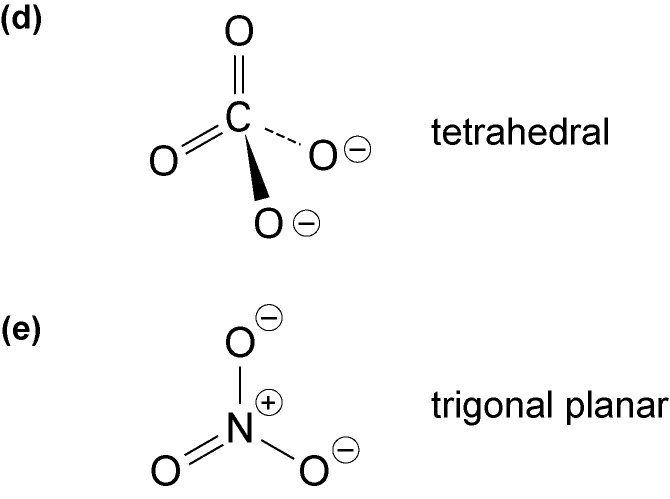 (d)
O
C
O
O ⊖
O ⊖
tetrahedral
(e)
O ⊖
N ⊕
O
O ⊖
trigonal planar